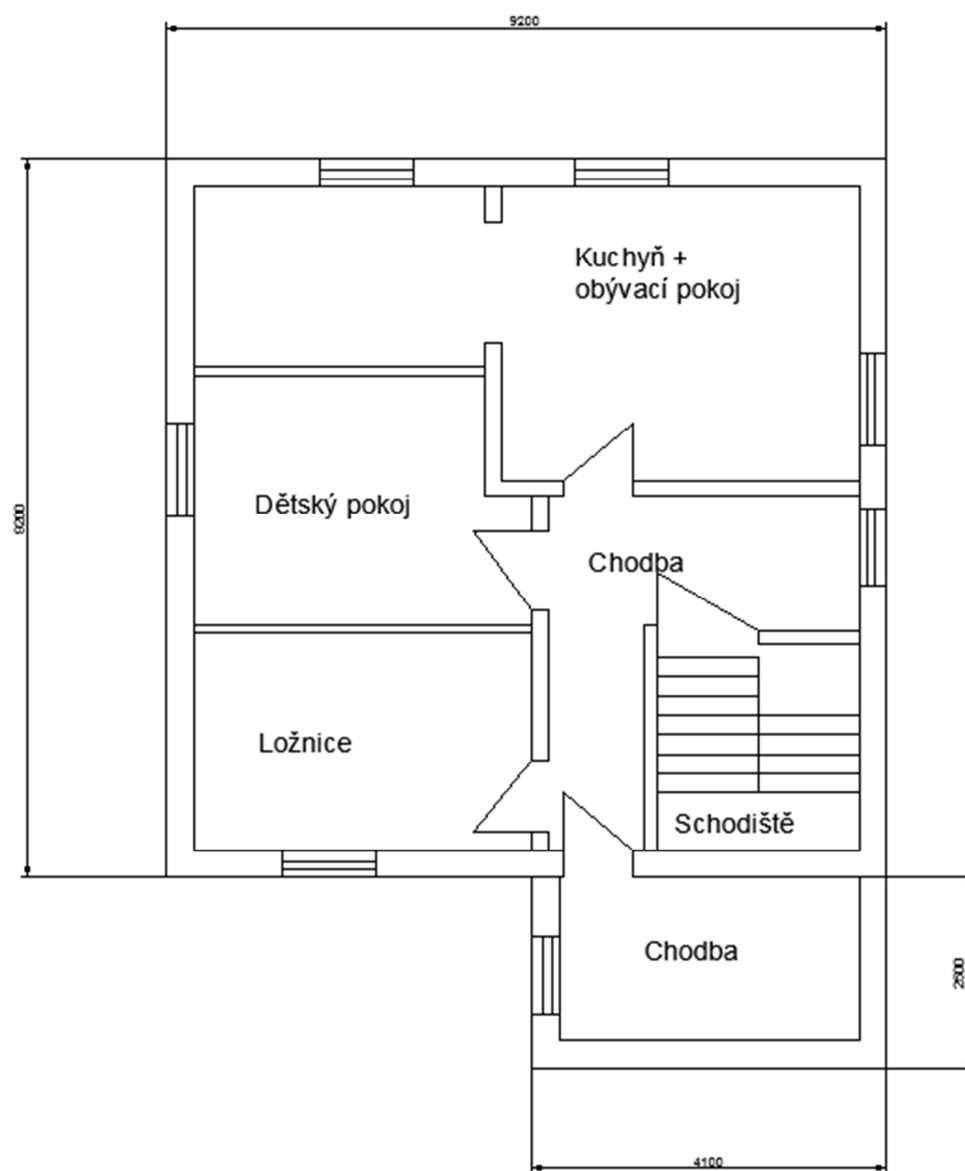 9200
Kuchyň +
obývací pokoj
9200
Dětský pokoj
Chodba
Ložnice
Schodiště
Chodba
2500
4100